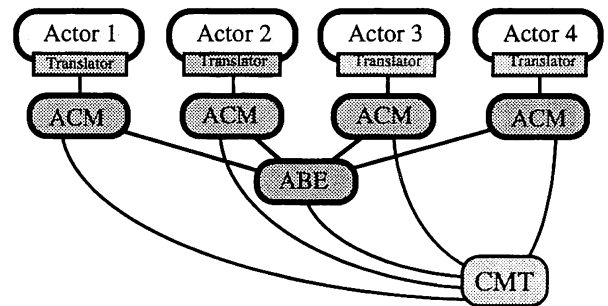 Actor 1 Actor 2 Actor 3 Actor 4
Translator Translator Translator Translator
ACM ACM ACM ACM
ABE
CMT